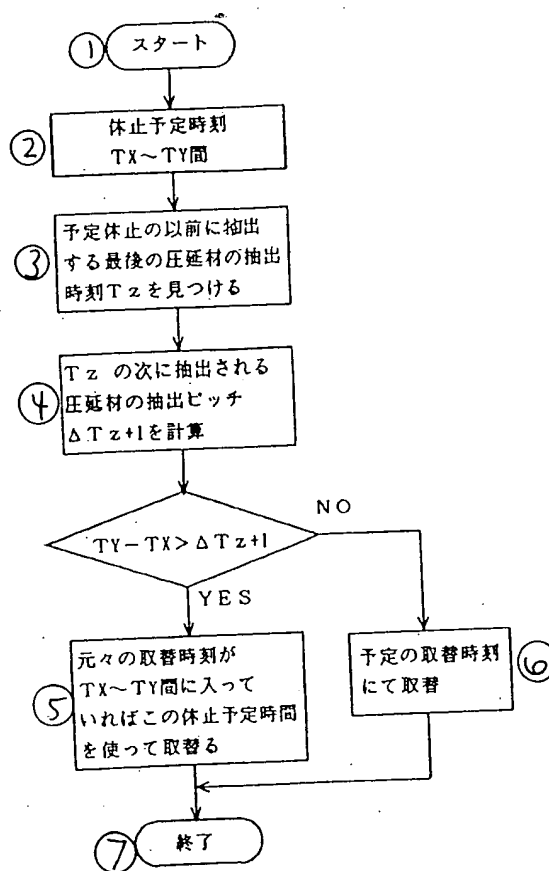 ① スタート
② 休止予定時刻
TX～TY間
③ 予定休止の以前に抽出
する最後の圧延材の抽出
時刻Tzを見つける
④ Tz の次に抽出される
圧延材の抽出ピッチ
ΔTz+1を計算
TY－TX＞ΔTz+1
NO
YES
⑤ 元々の取替時刻が
TX～TY間に入って
いればこの休止予定時間
を使って取替る
⑥ 予定の取替時刻
にて取替
⑦ 終了